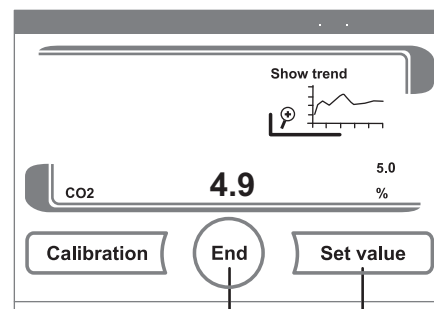 Show trend
5.0
CO2 4.9 %
Calibration End Set value